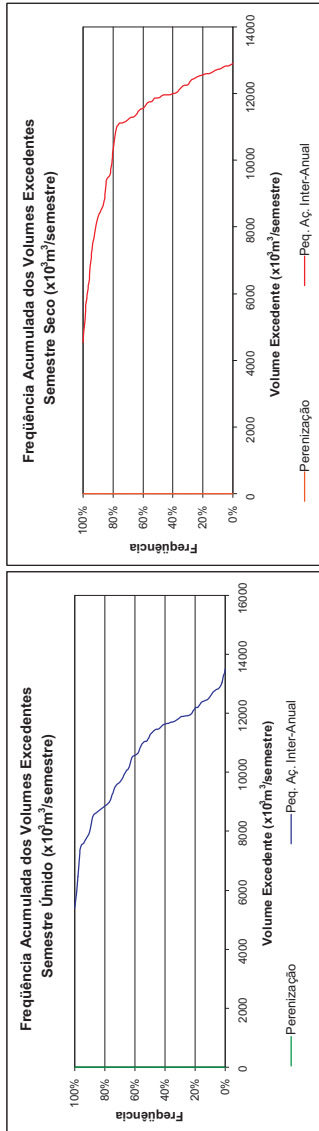 Freqüência Acumulada dos Volumes Excedentes
Semestre Úmido (x10³m³/semestre)
Freqüência
100%
80%
60%
40%
20%
0%
0
2000
4000
6000
8000
10000
12000
14000
16000
Volume Excedente (x10³m³/semestre)
Perenização
Peq. Aç. Inter-Anual
Freqüência Acumulada dos Volumes Excedentes
Semestre Seco (x10³m³/semestre)
Freqüência
100%
80%
60%
40%
20%
0%
0
2000
4000
6000
8000
10000
12000
14000
Volume Excedente (x10³m³/semestre)
Perenização
Peq. Aç. Inter-Anual